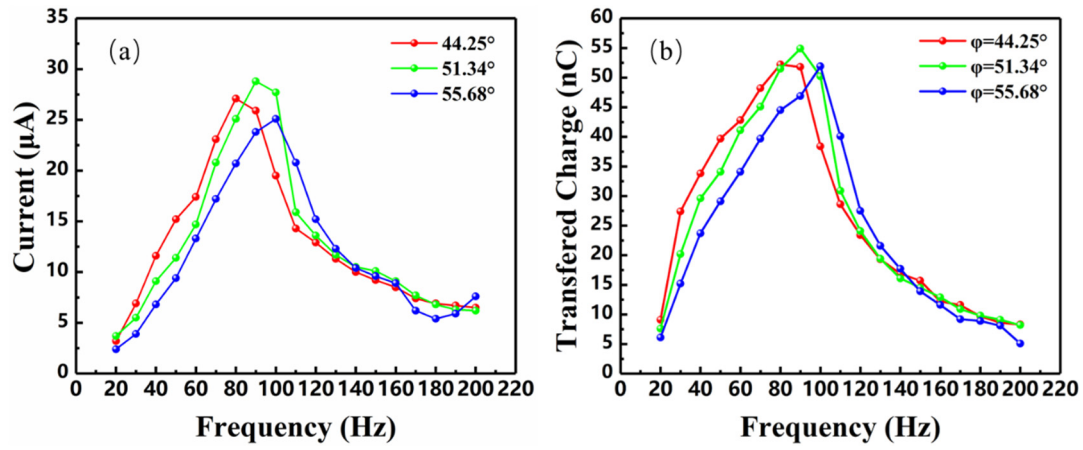 (a)
44.25°
51.34°
55.68°
Current (μA)
35
30
25
20
15
10
5
0
0 20 40 60 80 100 120 140 160 180 200 220
Frequency (Hz)
(b)
φ=44.25°
φ=51.34°
φ=55.68°
Transfered Charge (nC)
60
55
50
45
40
35
30
25
20
15
10
5
0
0 20 40 60 80 100 120 140 160 180 200 220
Frequency (Hz)